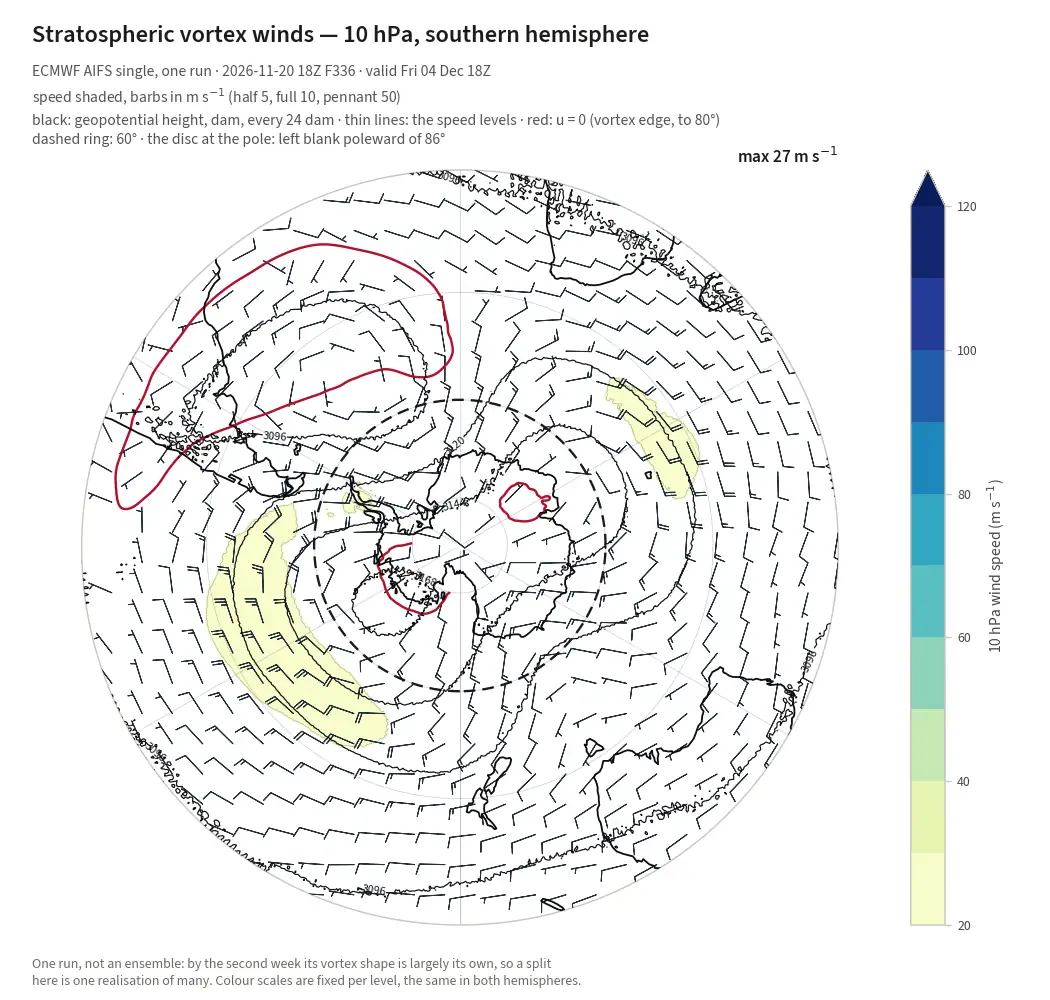 Stratospheric vortex winds — 10 hPa, southern hemisphere
ECMWF AIFS single, one run · 2026-11-20 18Z F336 · valid Fri 04 Dec 18Z
speed shaded, barbs in m s⁻¹ (half 5, full 10, pennant 50)
black: geopotential height, dam, every 24 dam · thin lines: the speed levels · red: u = 0 (vortex edge, to 80°)
dashed ring: 60° · the disc at the pole: left blank poleward of 86°
max 27 m s⁻¹
120
100
80
60
40
20
10 hPa wind speed (m s⁻¹)
3096
3096
One run, not an ensemble: by the second week its vortex shape is largely its own, so a split
here is one realisation of many. Colour scales are fixed per level, the same in both hemispheres.